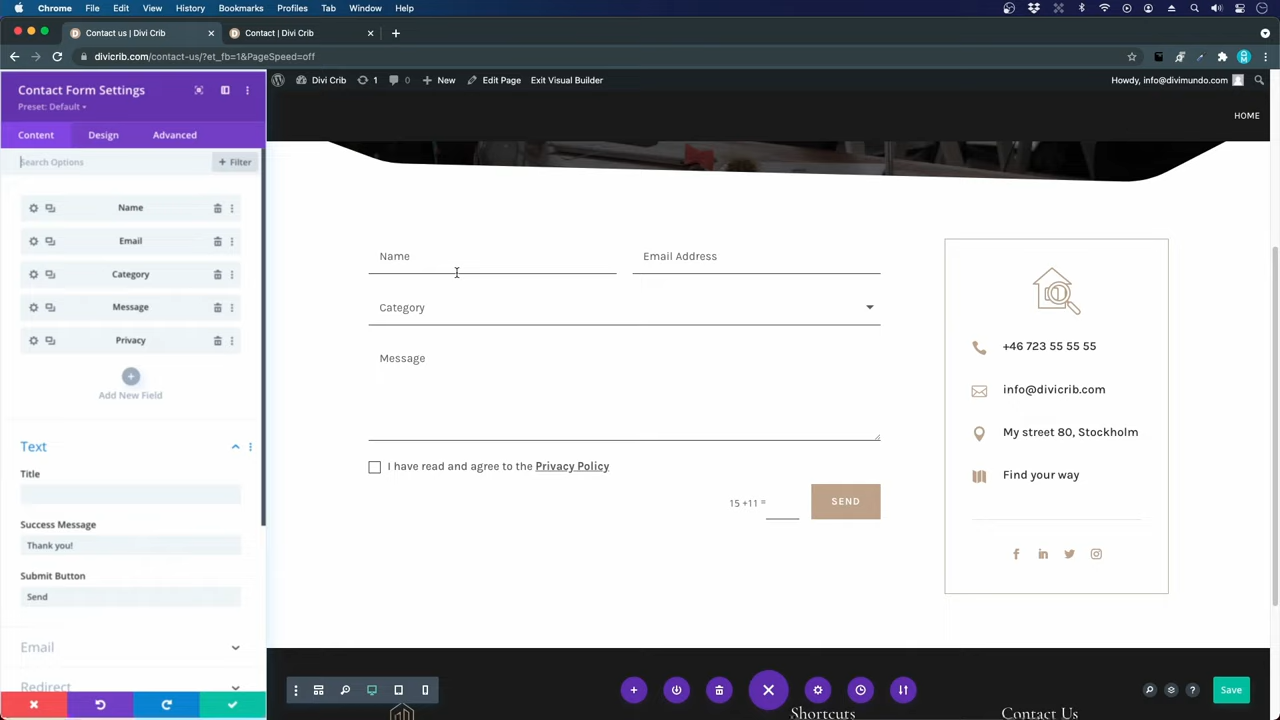 Chrome File Edit View History Bookmarks Profiles Tab Window Help
Contact us | Divi Crib Contact | Divi Crib
divicrib.com/contact-us/?et_fb=1&PageSpeed=off
Divi Crib 1 0 New Edit Page Exit Visual Builder Howdy, info@divimundo.com
Contact Form Settings
Preset: Default
Content Design Advanced
Search Options + Filter
Name
Email
Category
Message
Privacy
Add New Field
Text
Title
Success Message
Thank you!
Submit Button
Send
Email
Redirect
HOME
Name Email Address
Category
Message
I have read and agree to the Privacy Policy
15 +11 = SEND
+46 723 55 55 55
info@divicrib.com
My street 80, Stockholm
Find your way
Save
Shortcuts Contact Us